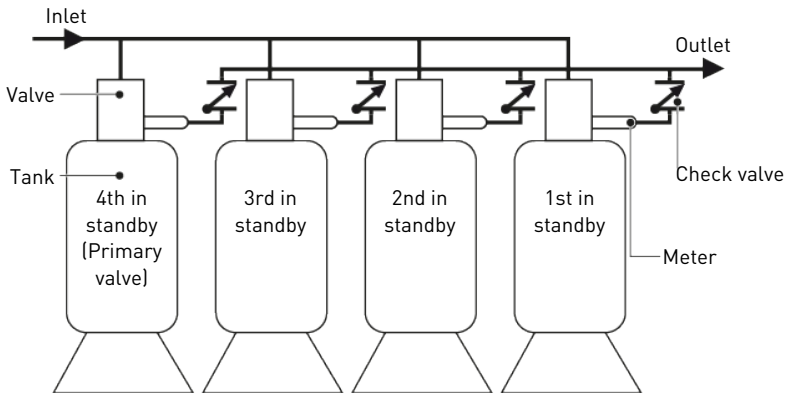 Inlet
Outlet
Valve
Tank
4th in
standby
(Primary
valve)
3rd in
standby
2nd in
standby
1st in
standby
Check valve
Meter